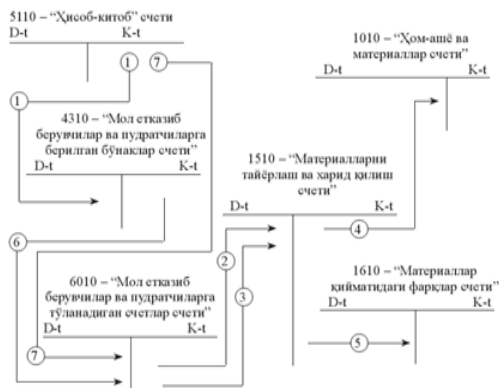 5110 – “Ҳисоб-китоб” счети
D-t K-t
1 7
1
1010 – “Ҳом-ашё ва
материаллар счети”
D-t K-t
4310 – “Мол етказиб
берувчилар ва пудратчиларга
берилган бўнаклар счети”
D-t K-t
1510 – “Материалларни
тайёрлаш ва харид қилиш
счети”
D-t K-t
4
6
2
3
6010 – “Мол етказиб
берувчилар ва пудратчиларга
тўланадиган счетлар счети”
D-t K-t
7
1610 – “Материаллар
қийматидаги фарқлар счети”
D-t K-t
5